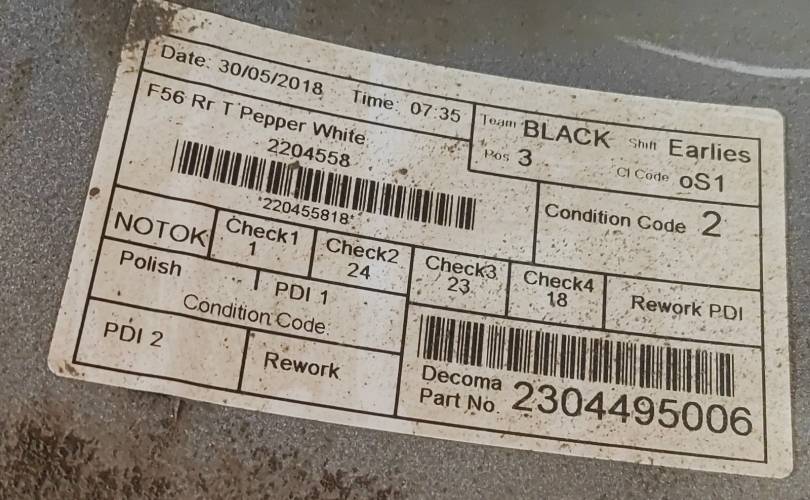 Date: 30/05/2018 Time: 07:35
Team BLACK Shift Earlies
Pos 3 CI Code oS1
F56 Rr T Pepper White
2204558
*220455818*
Condition Code 2
NOTOK
Check1
1
Check2
24
Check3
23
Check4
18
Rework PDI
Polish
PDI 1
Condition Code:
PDI 2
Rework
Decoma
Part No. 2304495006